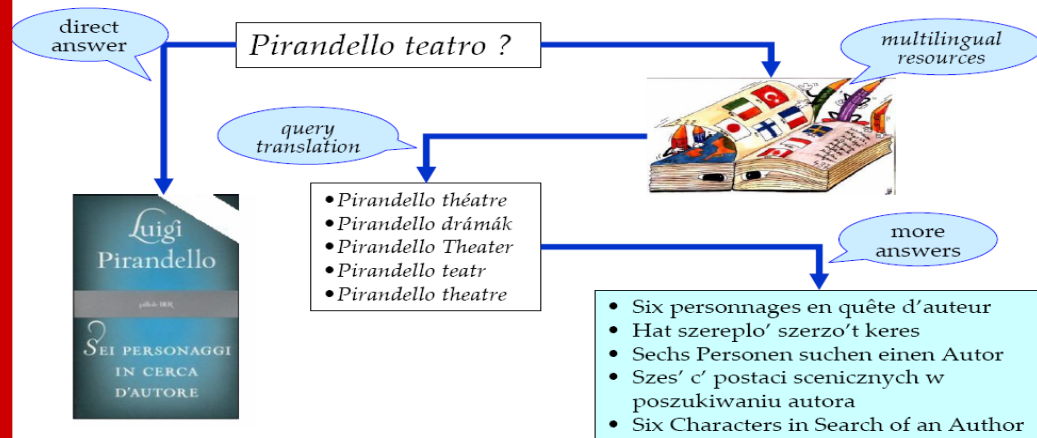 direct
answer
Pirandello teatro ?
multilingual
resources
query
translation
•Pirandello théatre
•Pirandello drámák
•Pirandello Theater
•Pirandello teatr
•Pirandello theatre
Luigi
Pirandello
SEI PERSONAGGI
IN CERCA
D'AUTORE
more
answers
• Six personnages en quête d'auteur
• Hat szereplo' szerzo't keres
• Sechs Personen suchen einen Autor
• Szes' c' postaci scenicznych w
poszukiwaniu autora
• Six Characters in Search of an Author